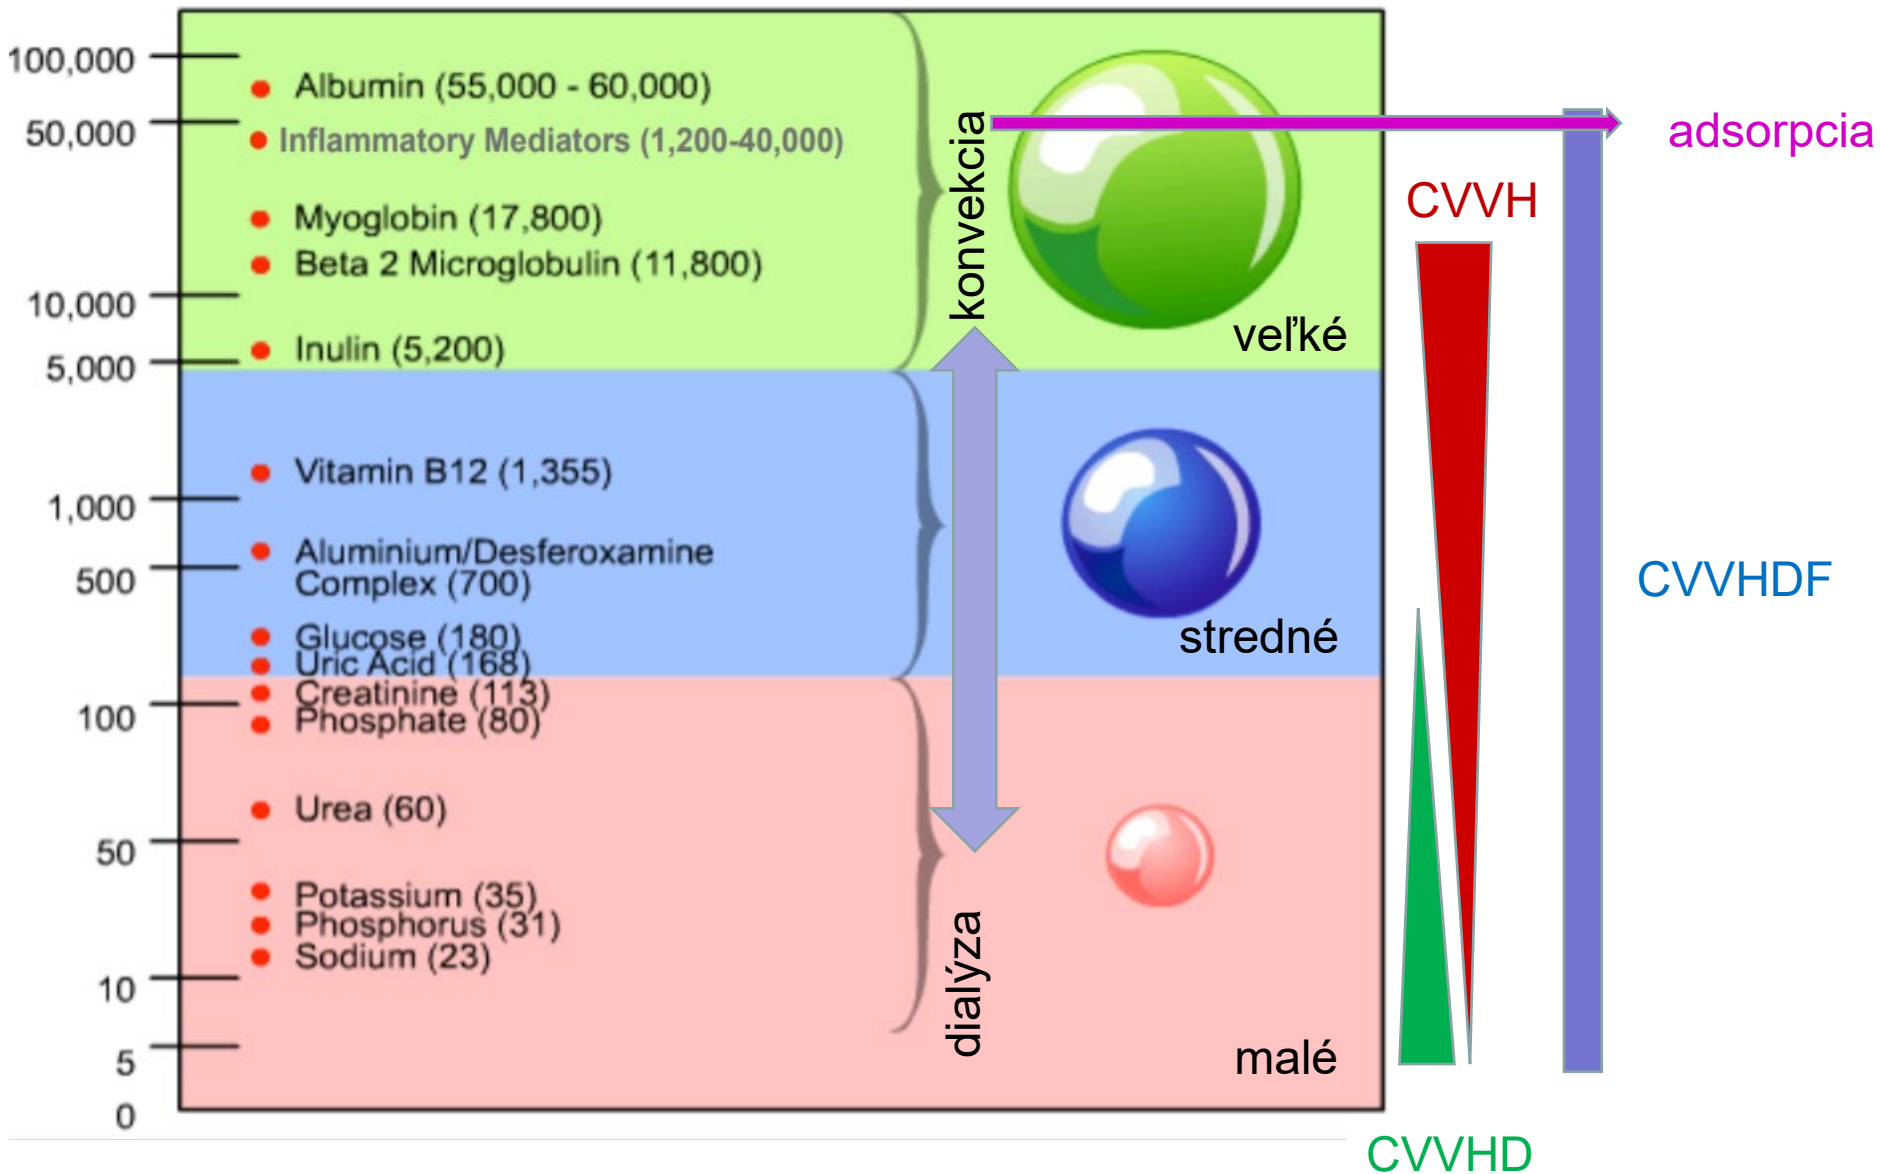 100,000
50,000
10,000
5,000
1,000
500
100
50
10
5
0
Albumin (55,000 - 60,000)
Inflammatory Mediators (1,200-40,000)
Myoglobin (17,800)
Beta 2 Microglobulin (11,800)
Inulin (5,200)
Vitamin B12 (1,355)
Aluminium/Desferoxamine
Complex (700)
Glucose (180)
Uric Acid (168)
Creatinine (113)
Phosphate (80)
Urea (60)
Potassium (35)
Phosphorus (31)
Sodium (23)
konvekcia
dialýza
veľké
stredné
malé
adsorpcia
CVVH
CVVHDF
CVVHD